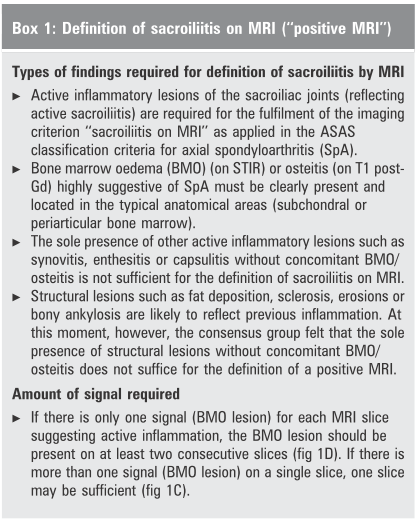 Box 1: Definition of sacroiliitis on MRI (“positive MRI”)
Types of findings required for definition of sacroiliitis by MRI
► Active inflammatory lesions of the sacroiliac joints (reflecting
active sacroiliitis) are required for the fulfilment of the imaging
criterion “sacroiliitis on MRI” as applied in the ASAS
classification criteria for axial spondyloarthritis (SpA).
► Bone marrow oedema (BMO) (on STIR) or osteitis (on T1 post-
Gd) highly suggestive of SpA must be clearly present and
located in the typical anatomical areas (subchondral or
periarticular bone marrow).
► The sole presence of other active inflammatory lesions such as
synovitis, enthesitis or capsulitis without concomitant BMO/
osteitis is not sufficient for the definition of sacroiliitis on MRI.
► Structural lesions such as fat deposition, sclerosis, erosions or
bony ankylosis are likely to reflect previous inflammation. At
this moment, however, the consensus group felt that the sole
presence of structural lesions without concomitant BMO/
osteitis does not suffice for the definition of a positive MRI.
Amount of signal required
► If there is only one signal (BMO lesion) for each MRI slice
suggesting active inflammation, the BMO lesion should be
present on at least two consecutive slices (fig 1D). If there is
more than one signal (BMO lesion) on a single slice, one slice
may be sufficient (fig 1C).